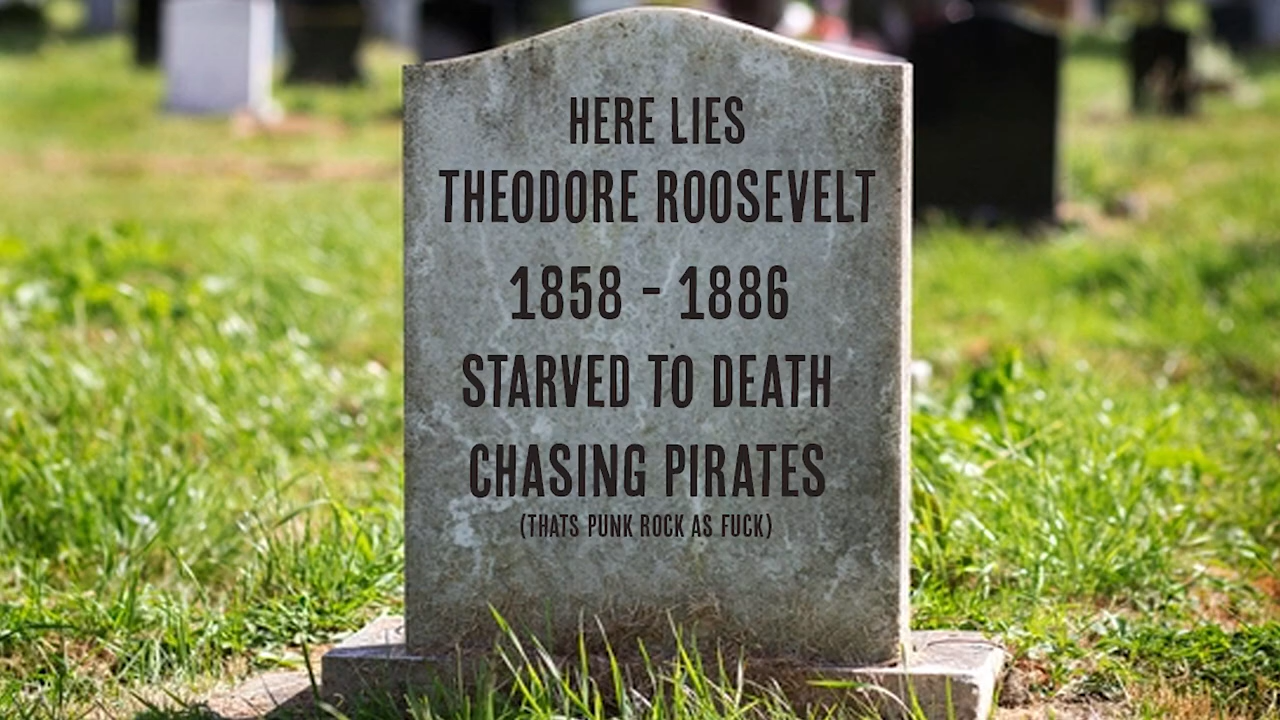 HERE LIES
THEODORE ROOSEVELT
1858 - 1886
STARVED TO DEATH
CHASING PIRATES
(THATS PUNK ROCK AS FUCK)